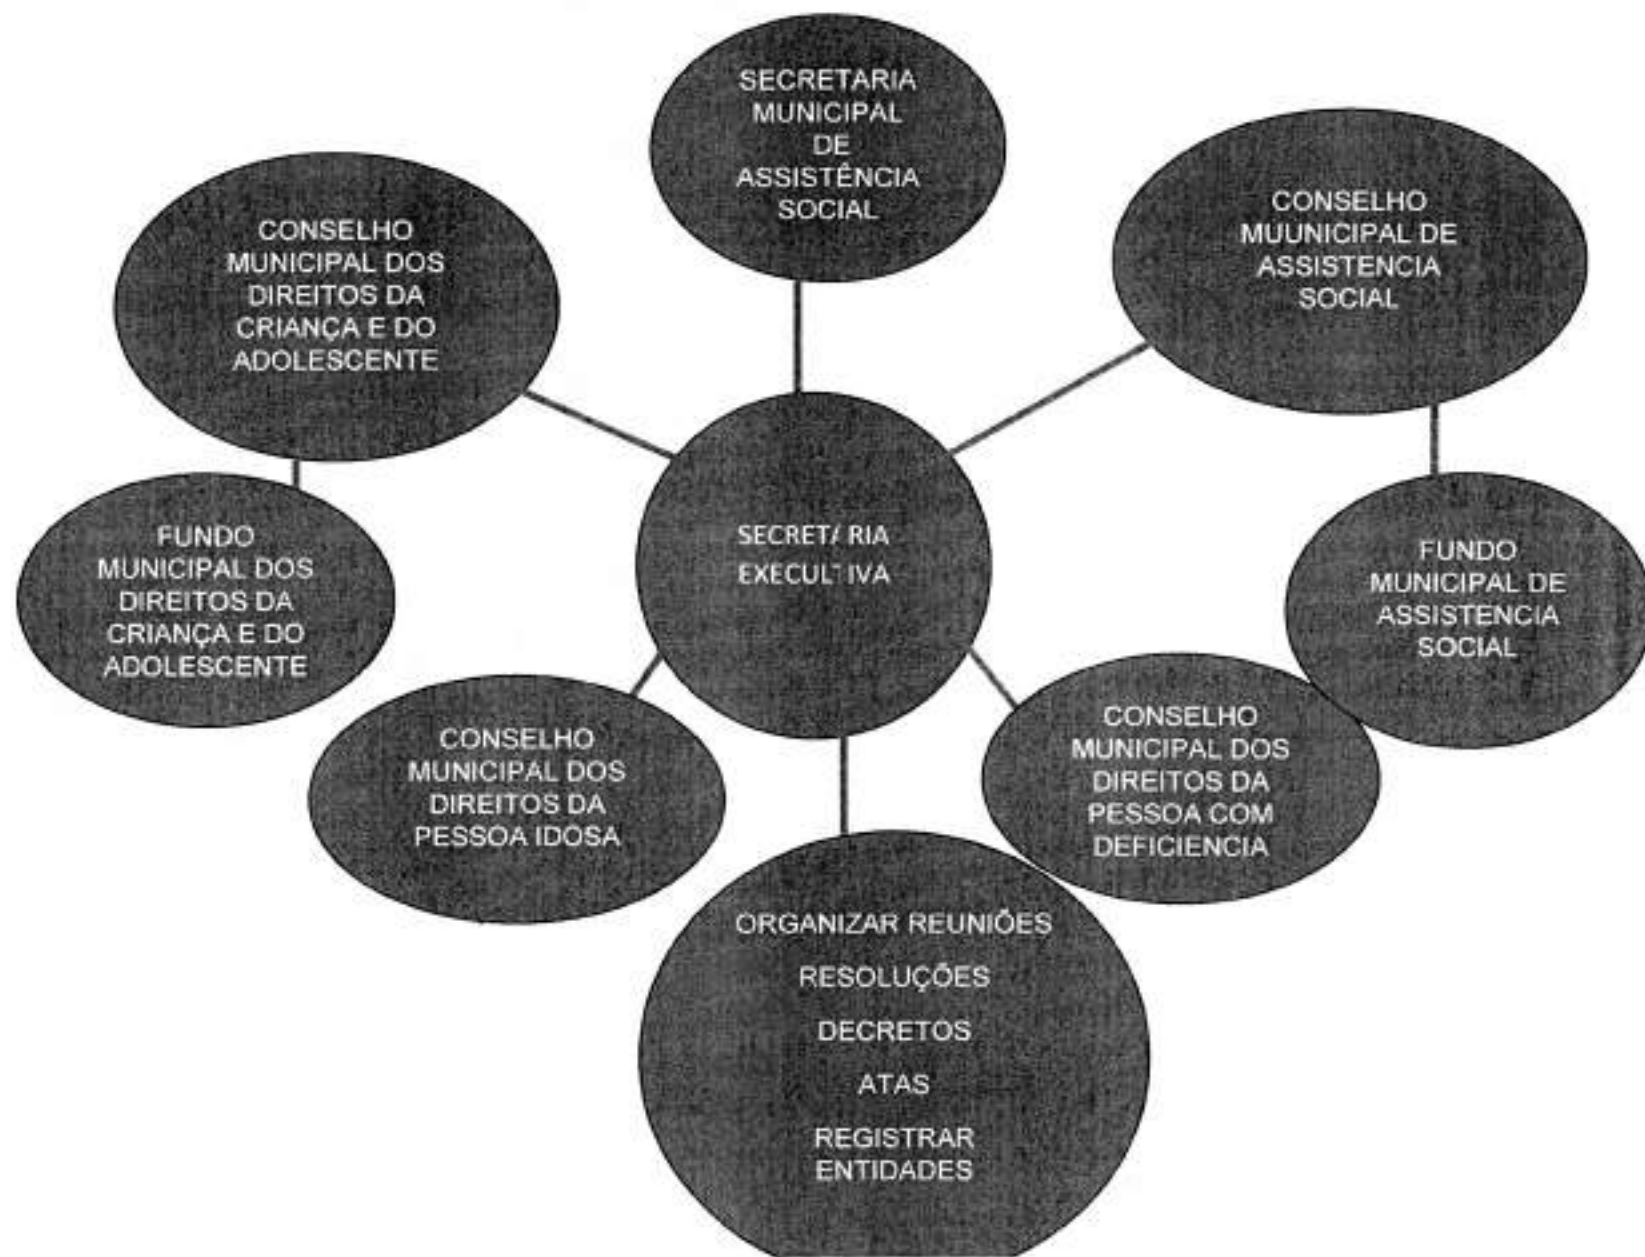 SECRETARIA
MUNICIPAL
DE
ASSISTÊNCIA
SOCIAL
CONSELHO
MUNICIPAL DOS
DIREITOS DA
CRIANÇA E DO
ADOLESCENTE
CONSELHO
MUUNICIPAL DE
ASSISTENCIA
SOCIAL
FUNDO
MUNICIPAL DOS
DIREITOS DA
CRIANÇA E DO
ADOLESCENTE
SECRETARIA
EXECULTIVA
FUNDO
MUNICIPAL DE
ASSISTENCIA
SOCIAL
CONSELHO
MUNICIPAL DOS
DIREITOS DA
PESSOA IDOSA
CONSELHO
MUNICIPAL DOS
DIREITOS DA
PESSOA COM
DEFICIENCIA
ORGANIZAR REUNIÕES
RESOLUÇÕES
DECRETOS
ATAS
REGISTRAR
ENTIDADES